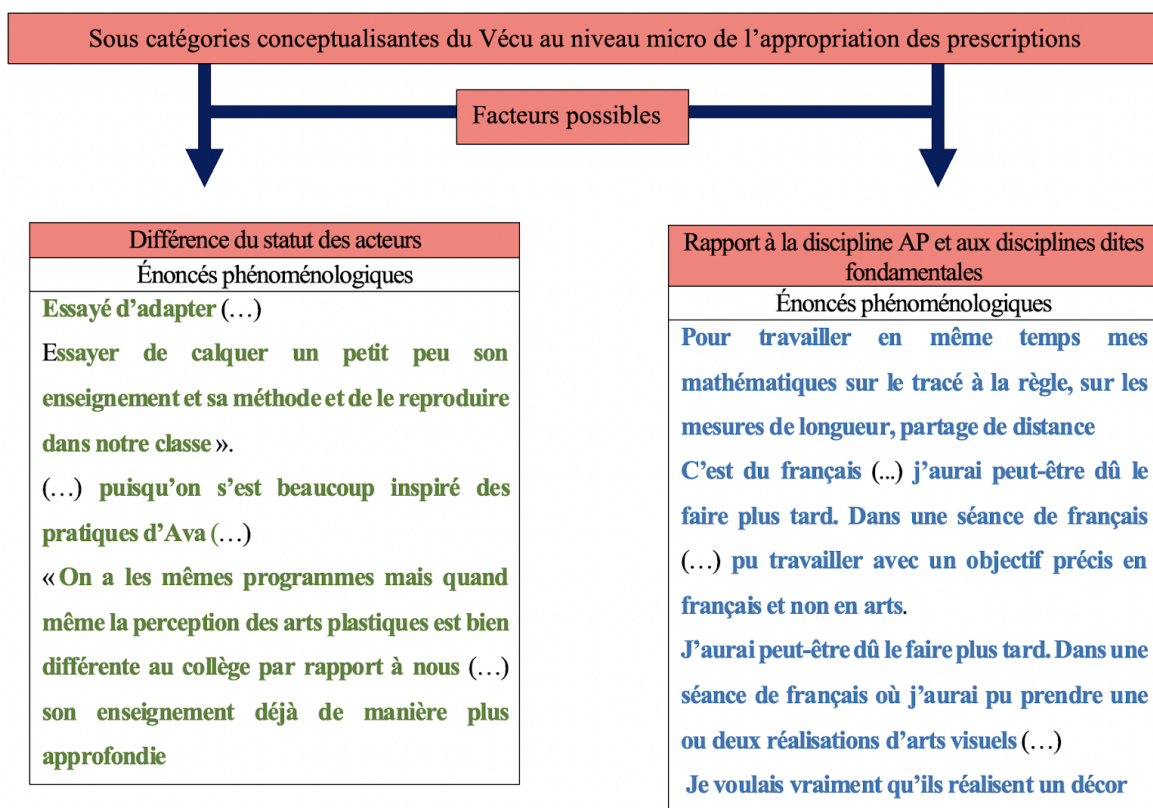 Sous catégories conceptualisantes du Vécu au niveau micro de l’appropriation des prescriptions
Facteurs possibles
Différence du statut des acteurs
Énoncés phénoménologiques
Essayé d’adapter (…)
Essayer de calquer un petit peu son
enseignement et sa méthode et de le reproduire
dans notre classe ».
(…) puisqu’on s’est beaucoup inspiré des
pratiques d’Ava (…)
« On a les mêmes programmes mais quand
même la perception des arts plastiques est bien
différente au collège par rapport à nous (…)
son enseignement déjà de manière plus
approfondie
Rapport à la discipline AP et aux disciplines dites
fondamentales
Énoncés phénoménologiques
Pour travailler en même temps mes
mathématiques sur le tracé à la règle, sur les
mesures de longueur, partage de distance
C’est du français (...) j’aurai peut-être dû le
faire plus tard. Dans une séance de français
(…) pu travailler avec un objectif précis en
français et non en arts.
J’aurai peut-être dû le faire plus tard. Dans une
séance de français où j’aurai pu prendre une
ou deux réalisations d’arts visuels (…)
Je voulais vraiment qu’ils réalisent un décor